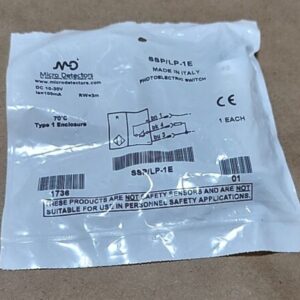 MD
Micro Detectors
www.microdetectors.com
DC 10-35V
SSP/LP-1E
MADE IN ITALY
PHOTOELECTRIC SWITCH
70°C
Type 1 Enclosure
CE
1 EACH
SSP/LP-1E
1736
01
THESE PRODUCTS ARE NOT SAFETY SENSORS AND ARE NOT
SUITABLE FOR USE IN PERSONNEL SAFETY APPLICATIONS.